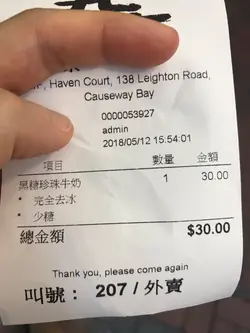 Haven Court, 138 Leighton Road,
Causeway Bay
0000053927
admin
2018/05/12 15:54:01
項目 數量 金額
黑糖珍珠牛奶 1 30.00
* 完全去冰
* 少糖
總金額 $30.00
Thank you, please come again
叫號： 207 / 外賣